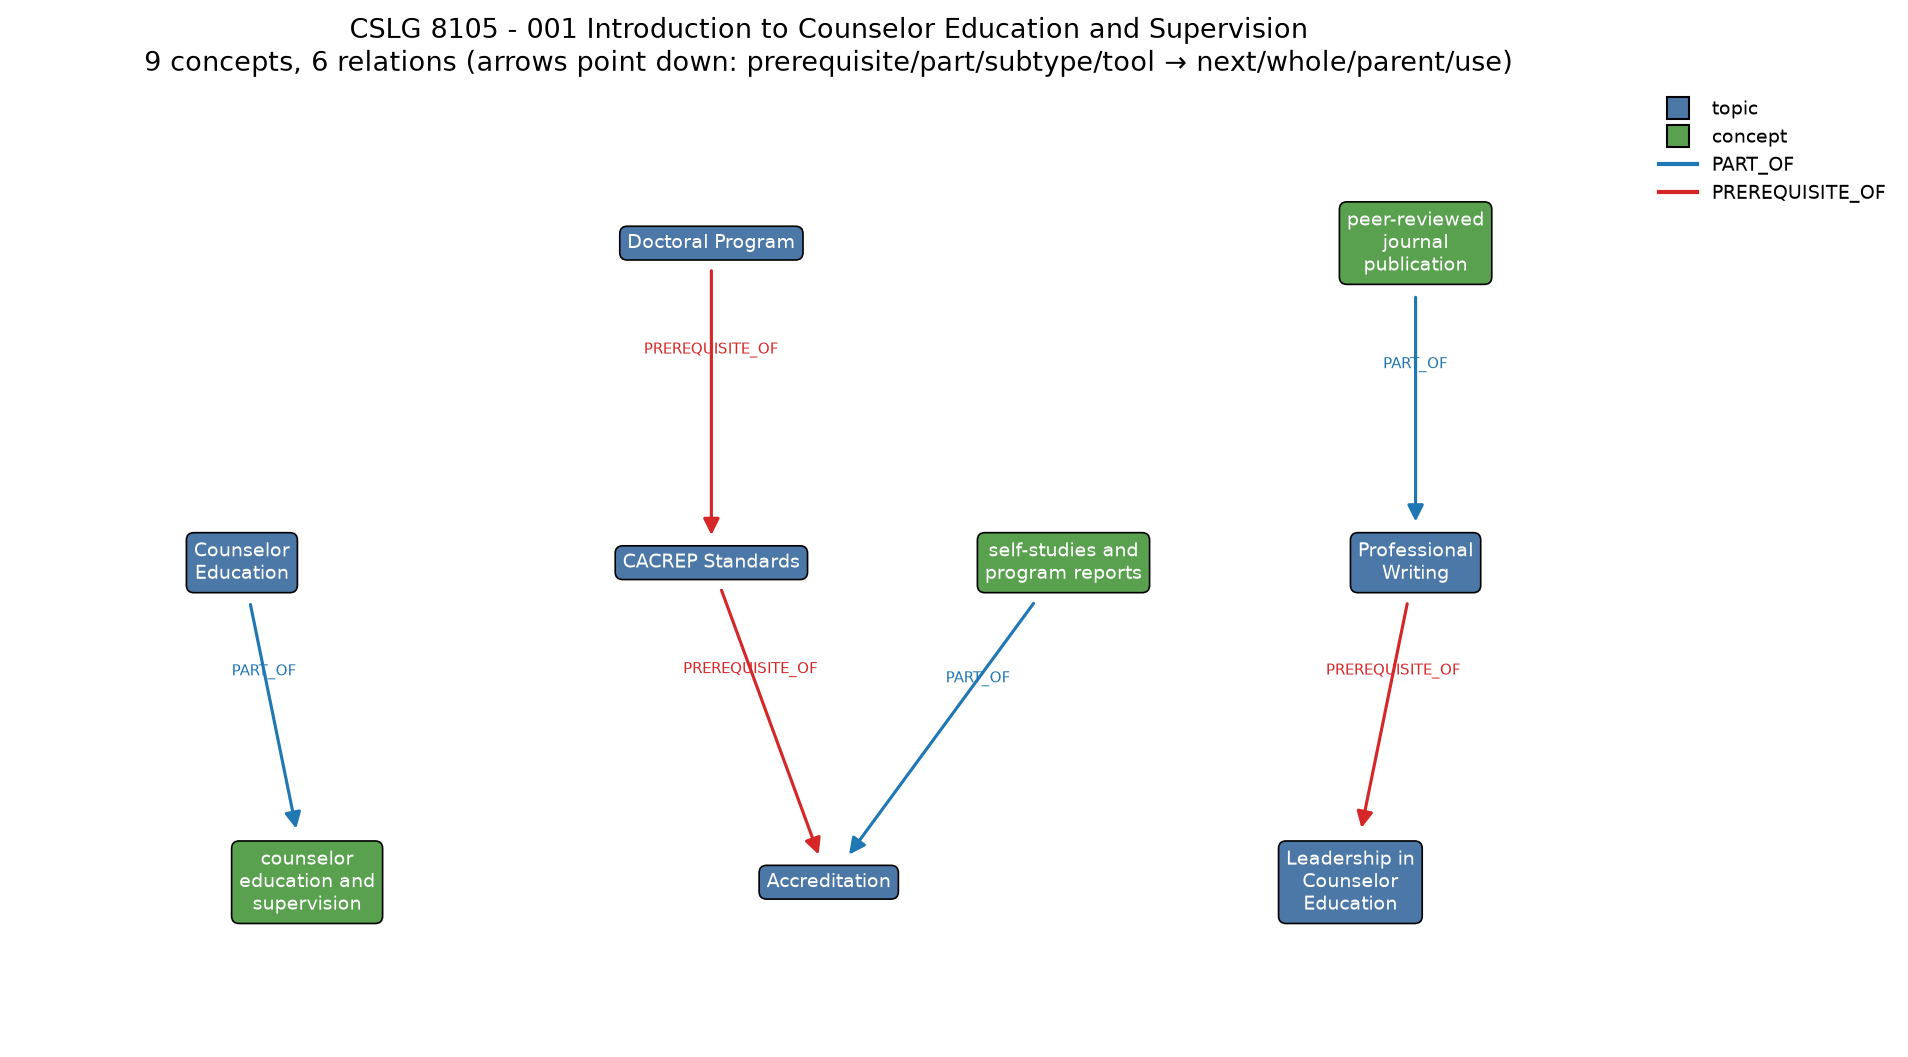 CSLG 8105 - 001 Introduction to Counselor Education and Supervision
9 concepts, 6 relations (arrows point down: prerequisite/part/subtype/tool → next/whole/parent/use)
topic
concept
PART_OF
PREREQUISITE_OF
Doctoral Program
peer-reviewed
journal
publication
PREREQUISITE_OF
PART_OF
Counselor
Education
CACREP Standards
self-studies and
program reports
Professional
Writing
PART_OF
PREREQUISITE_OF
PART_OF
PREREQUISITE_OF
counselor
education and
supervision
Accreditation
Leadership in
Counselor
Education